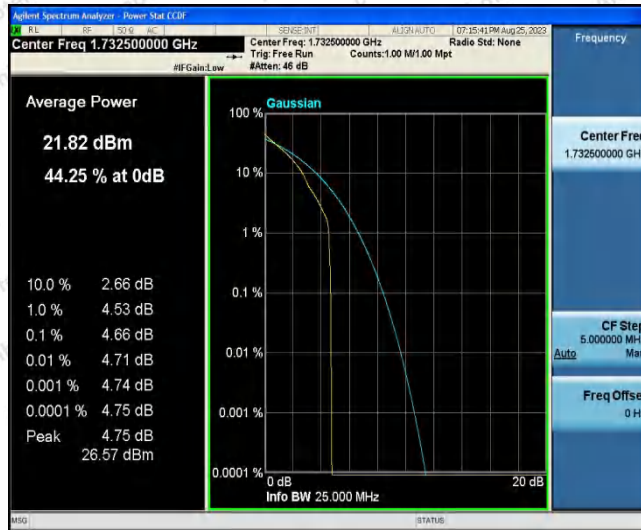 Agilent Spectrum Analyzer - Power Stat CCDF
RL RF 50 Ω AC SENSE:INT ALIGN AUTO 07:15:41 PM Aug 25, 2023
Center Freq 1.732500000 GHz
Center Freq: 1.732500000 GHz Radio Std: None
Trig: Free Run Counts:1.00 M/1.00 Mpt
#IFGain:Low #Atten: 46 dB
Frequency
Average Power
21.82 dBm
44.25 % at 0dB
10.0 % 2.66 dB
1.0 % 4.53 dB
0.1 % 4.66 dB
0.01 % 4.71 dB
0.001 % 4.74 dB
0.0001 % 4.75 dB
Peak 4.75 dB
26.57 dBm
Gaussian
100 %
10 %
1 %
0.1 %
0.01 %
0.001 %
0.0001 %
0 dB 20 dB
Info BW 25.000 MHz
Center Fre
1.732500000 GH
CF Step
5.000000 MH
Auto Ma
Freq Offse
0 H
MSG STATUS